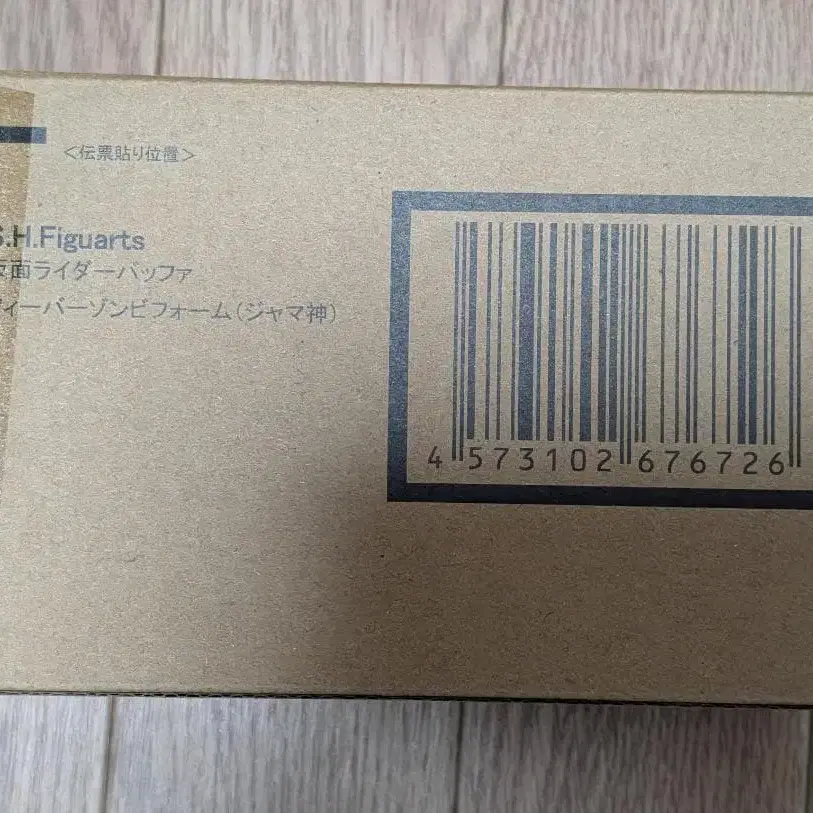 <伝票貼り位置>
S.H.Figuarts
仮面ライダーバッファ
ィーバーゾンビフォーム(ジャマ神)
4 573102 676726